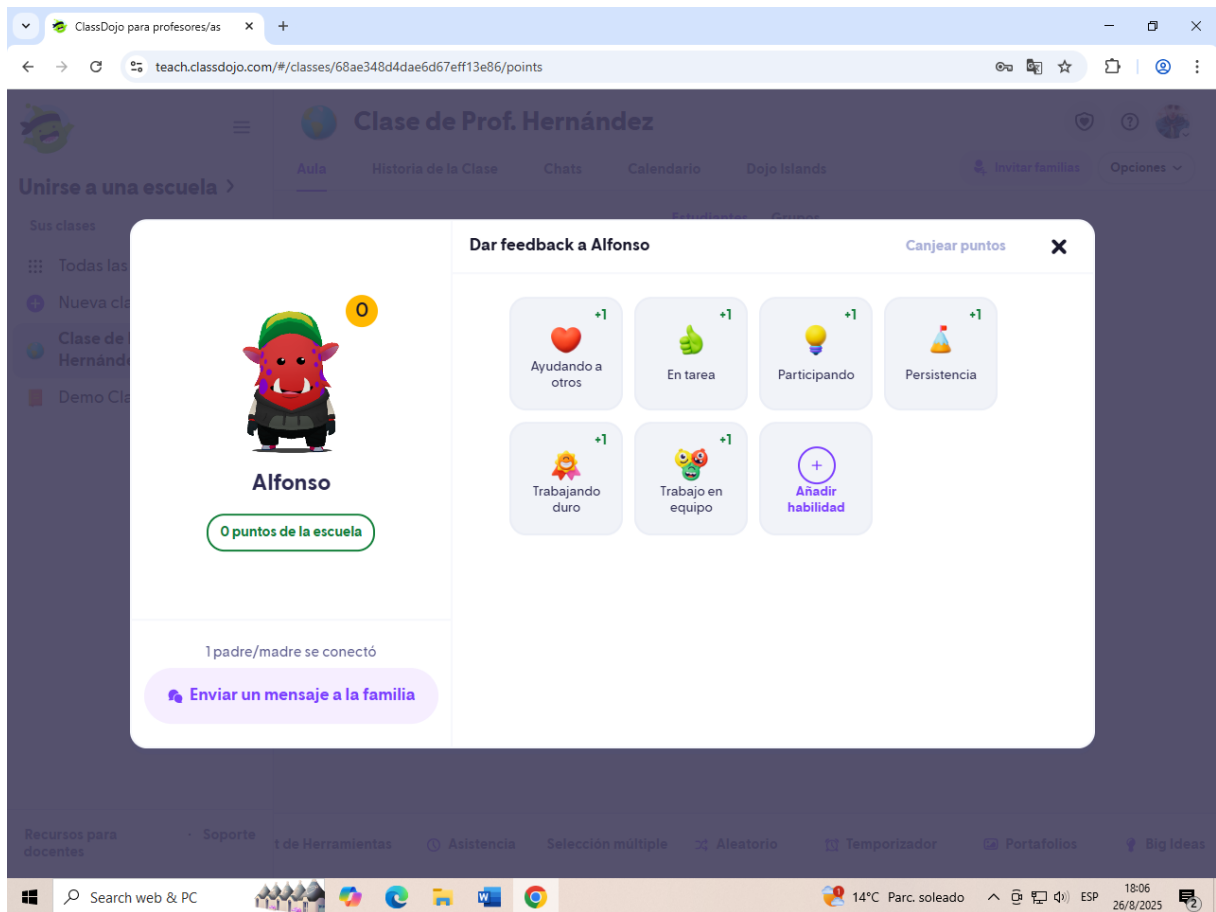 ClassDojo para profesores/as
teach.classdojo.com/#/classes/68ae348d4dae6d67eff13e86/points
Clase de Prof. Hernández
Aula Historia de la Clase Chats Calendario Dojo Islands Invitar familias Opciones
Unirse a una escuela
Sus clases
Estudiantes Grupos
Todas las
Nueva cla
Clase de
Hernánde
Demo Cla
Dar feedback a Alfonso
Canjear puntos
0
+1
Ayudando a
otros
+1
En tarea
+1
Participando
+1
Persistencia
+1
Trabajando
duro
+1
Trabajo en
equipo
Añadir
habilidad
Alfonso
0 puntos de la escuela
1 padre/madre se conectó
Enviar un mensaje a la familia
Recursos para
docentes
· Soporte
t de Herramientas Asistencia Selección múltiple Aleatorio Temporizador Portafolios Big Ideas
Search web & PC
14°C Parc. soleado
ESP
18:06
26/8/2025
2